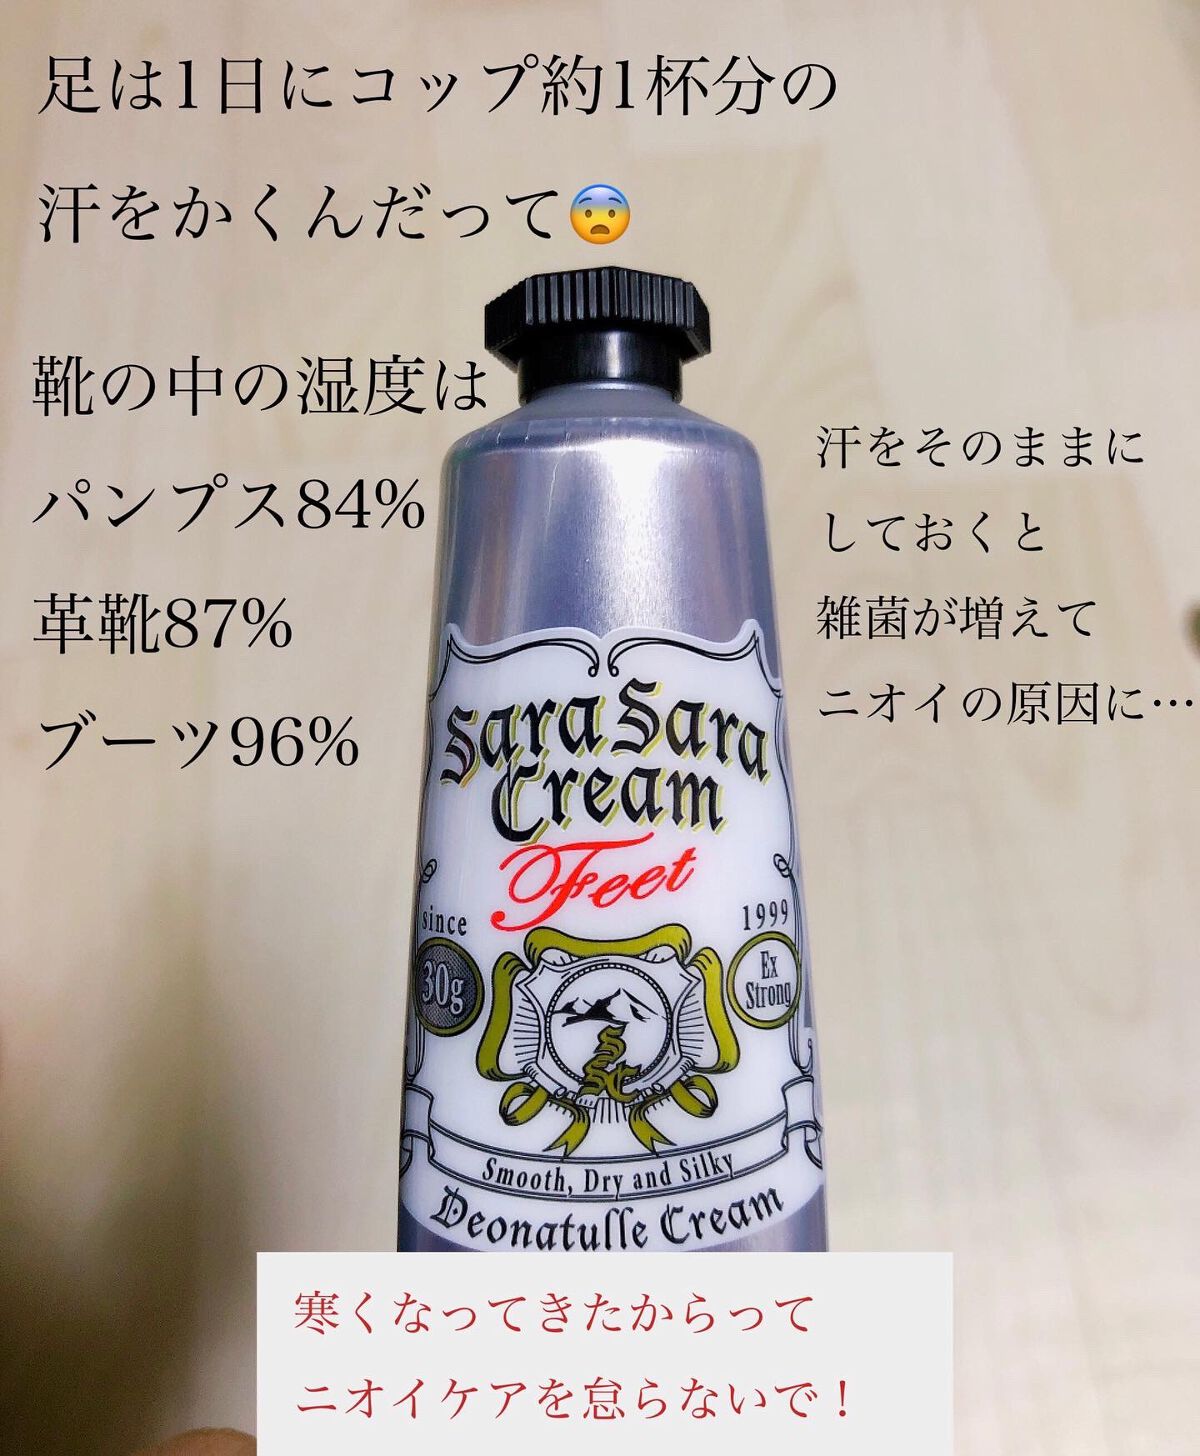 足は1日にコップ約1杯分の
汗をかくんだって😨
靴の中の湿度は
パンプス84%
革靴87%
ブーツ96%
汗をそのままに
しておくと
雑菌が増えて
ニオイの原因に…
Sara Sara
Cream
Feet
since
1999
30g
Ex
Strong
SSC
Smooth, Dry and Silky
Deonatulle Cream
寒くなってきたからって
ニオイケアを怠らないで！